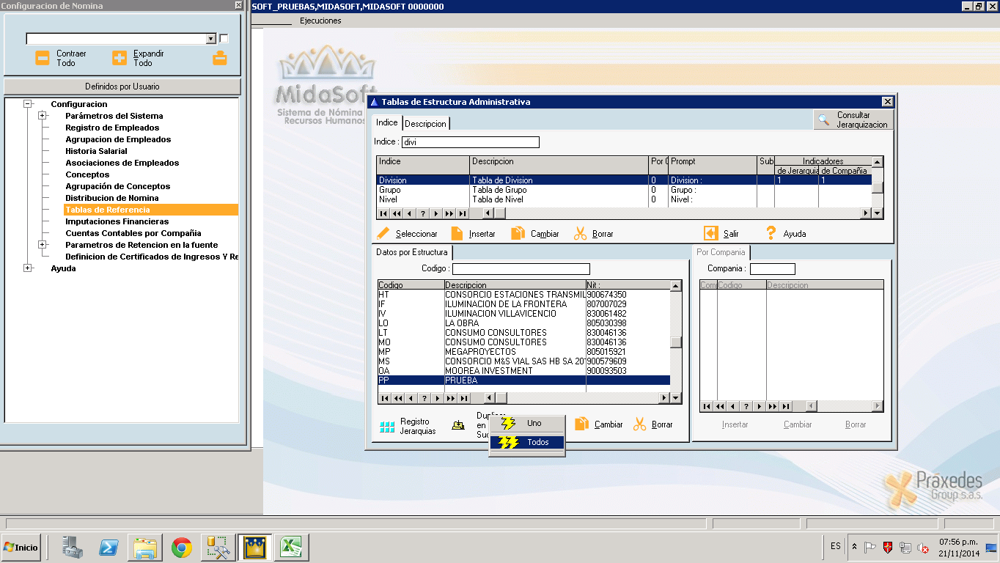 Configuracion de Nomina
SOFT_PRUEBAS,MIDASOFT,MIDASOFT 0000000
Ejecuciones
Contraer
Todo
Expandir
Todo
Definidos por Usuario
Configuracion
Parámetros del Sistema
Registro de Empleados
Agrupacion de Empleados
Historia Salarial
Asociaciones de Empleados
Conceptos
Agrupación de Conceptos
Distribucion de Nomina
Tablas de Referencia
Imputaciones Financieras
Cuentas Contables por Compañia
Parametros de Retencion en la fuente
Definicion de Certificados de Ingresos Y Re
Ayuda
MidaSoft
Sistema de Nómina
Recursos Humanos
Tablas de Estructura Administrativa
Indice Descripcion
Consultar
Jerarquizacion
Indice : divi
Indice Descripcion Por C Prompt Sub Indicadores
de Jerarquia de Compañia
Division Tabla de Division 0 Division : 1 1
Grupo Tabla de Grupo 0 Grupo :
Nivel Tabla de Nivel 0 Nivel :
Seleccionar Insertar Cambiar Borrar Salir Ayuda
Datos por Estructura
Codigo :
Codigo Descripcion Nit :
HT CONSORCIO ESTACIONES TRANSMIL 900674350
IF ILUMINACION DE LA FRONTERA 807007029
IV ILUMINACION VILLAVICENCIO 830061482
LO LA OBRA 805030398
LT CONSUMO CONSULTORES 830046136
MO CONSUMO CONSULTORES 830046136
MP MEGAPROYECTOS 805015921
MS CONSORCIO M&S VIAL SAS HB SA 201 900579609
OA MOOREA INVESTMENT 900093503
PP PRUEBA
Registro
Jerarquias
en
Suc
Uno
Todos
Cambiar Borrar
Por Compania
Compania :
Com Codigo Descripcion
Insertar Cambiar Borrar
Práxedes
Group s.a.s.
Inicio
ES
07:56 p.m.
21/11/2014